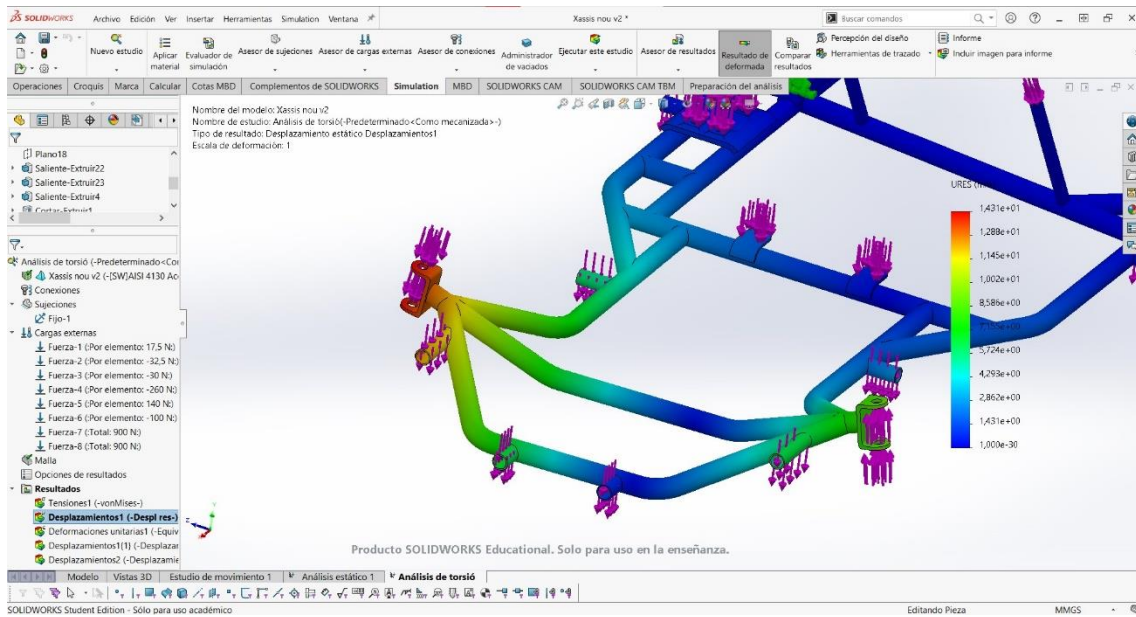 SOLIDWORKS Archivo Edición Ver Insertar Herramientas Simulation Ventana Xassis nou v2 * Buscar comandos
Nuevo estudio
Aplicar material
Evaluador de simulación
Asesor de sujeciones
Asesor de cargas externas
Asesor de conexiones
Administrador de vaciados
Ejecutar este estudio
Asesor de resultados
Resultado de deformada
Comparar resultados
Percepción del diseño
Herramientas de trazado
Informe
Induir imagen para informe
Operaciones Croquis Marca Calcular Cotas MBD Complementos de SOLIDWORKS Simulation MBD SOLIDWORKS CAM SOLIDWORKS CAM TBM Preparación del análisis
Nombre del modelo: Xassis nou v2
Nombre de estudio: Análisis de torsió(-Predeterminado<Como mecanizada>-)
Tipo de resultado: Desplazamiento estático Desplazamientos1
Escala de deformación: 1
Plano18
Saliente-Extruir22
Saliente-Extruir23
Saliente-Extruir4
Cortar-Extruir1
Análisis de torsió (-Predeterminado<Co
Xassis nou v2 (-[SW]AISI 4130 Ac
Conexiones
Sujeciones
Fijo-1
Cargas externas
Fuerza-1 (:Por elemento: 17,5 N:)
Fuerza-2 (:Por elemento: -32,5 N:)
Fuerza-3 (:Por elemento: -30 N:)
Fuerza-4 (:Por elemento: -260 N:)
Fuerza-5 (:Por elemento: 140 N:)
Fuerza-6 (:Por elemento: -100 N:)
Fuerza-7 (:Total: 900 N:)
Fuerza-8 (:Total: 900 N:)
Malla
Opciones de resultados
Resultados
Tensiones1 (-vonMises-)
Desplazamientos1 (-Despl res-)
Deformaciones unitarias1 (-Equiv
Desplazamientos1(1) (-Desplazar
Desplazamientos2 (-Desplazamie
URES
1,431e+01
1,288e+01
1,145e+01
1,002e+01
8,586e+00
7,155e+00
5,724e+00
4,293e+00
2,862e+00
1,431e+00
1,000e-30
z
Producto SOLIDWORKS Educational. Solo para uso en la enseñanza.
Modelo Vistas 3D Estudio de movimiento 1 Análisis estático 1 Análisis de torsió
SOLIDWORKS Student Edition - Sólo para uso académico Editando Pieza MMGS